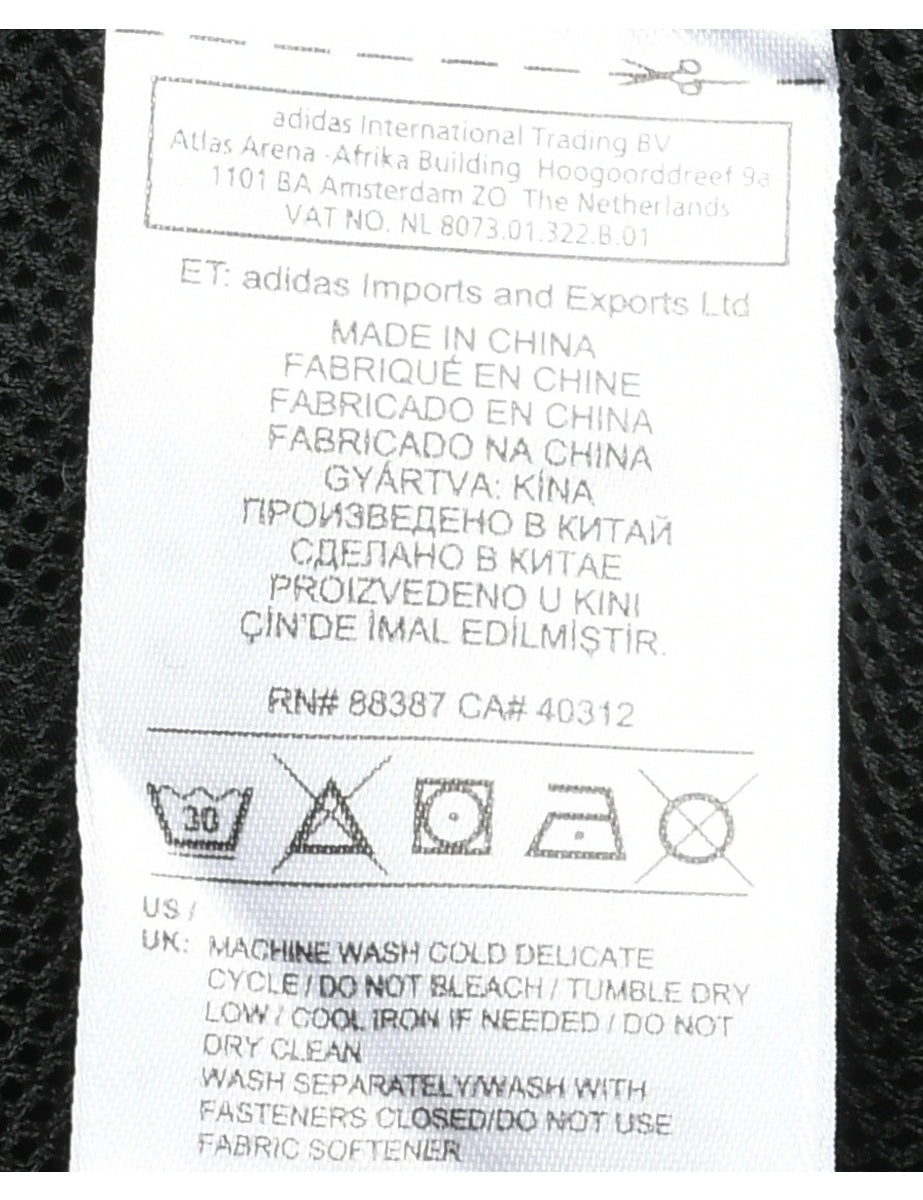 adidas International Trading BV
Atlas Arena -Afrika Building Hoogoorddreef 9a
1101 BA Amsterdam ZO The Netherlands
VAT NO. NL 8073.01.322.B.01
ET: adidas Imports and Exports Ltd
MADE IN CHINA
FABRIQUÉ EN CHINE
FABRICADO EN CHINA
FABRICADO NA CHINA
GYÁRTVA: KÍNA
ПРОИЗВЕДЕНО В КИТАЙ
СДЕЛАНО В КИТАЕ
PROIZVEDENO U KINI
ÇİN'DE İMAL EDİLMİŞTİR.
RN# 88387 CA# 40312
30
US /
UK: MACHINE WASH COLD DELICATE
CYCLE / DO NOT BLEACH / TUMBLE DRY
LOW / COOL IRON IF NEEDED / DO NOT
DRY CLEAN
WASH SEPARATELY/WASH WITH
FASTENERS CLOSED/DO NOT USE
FABRIC SOFTENER